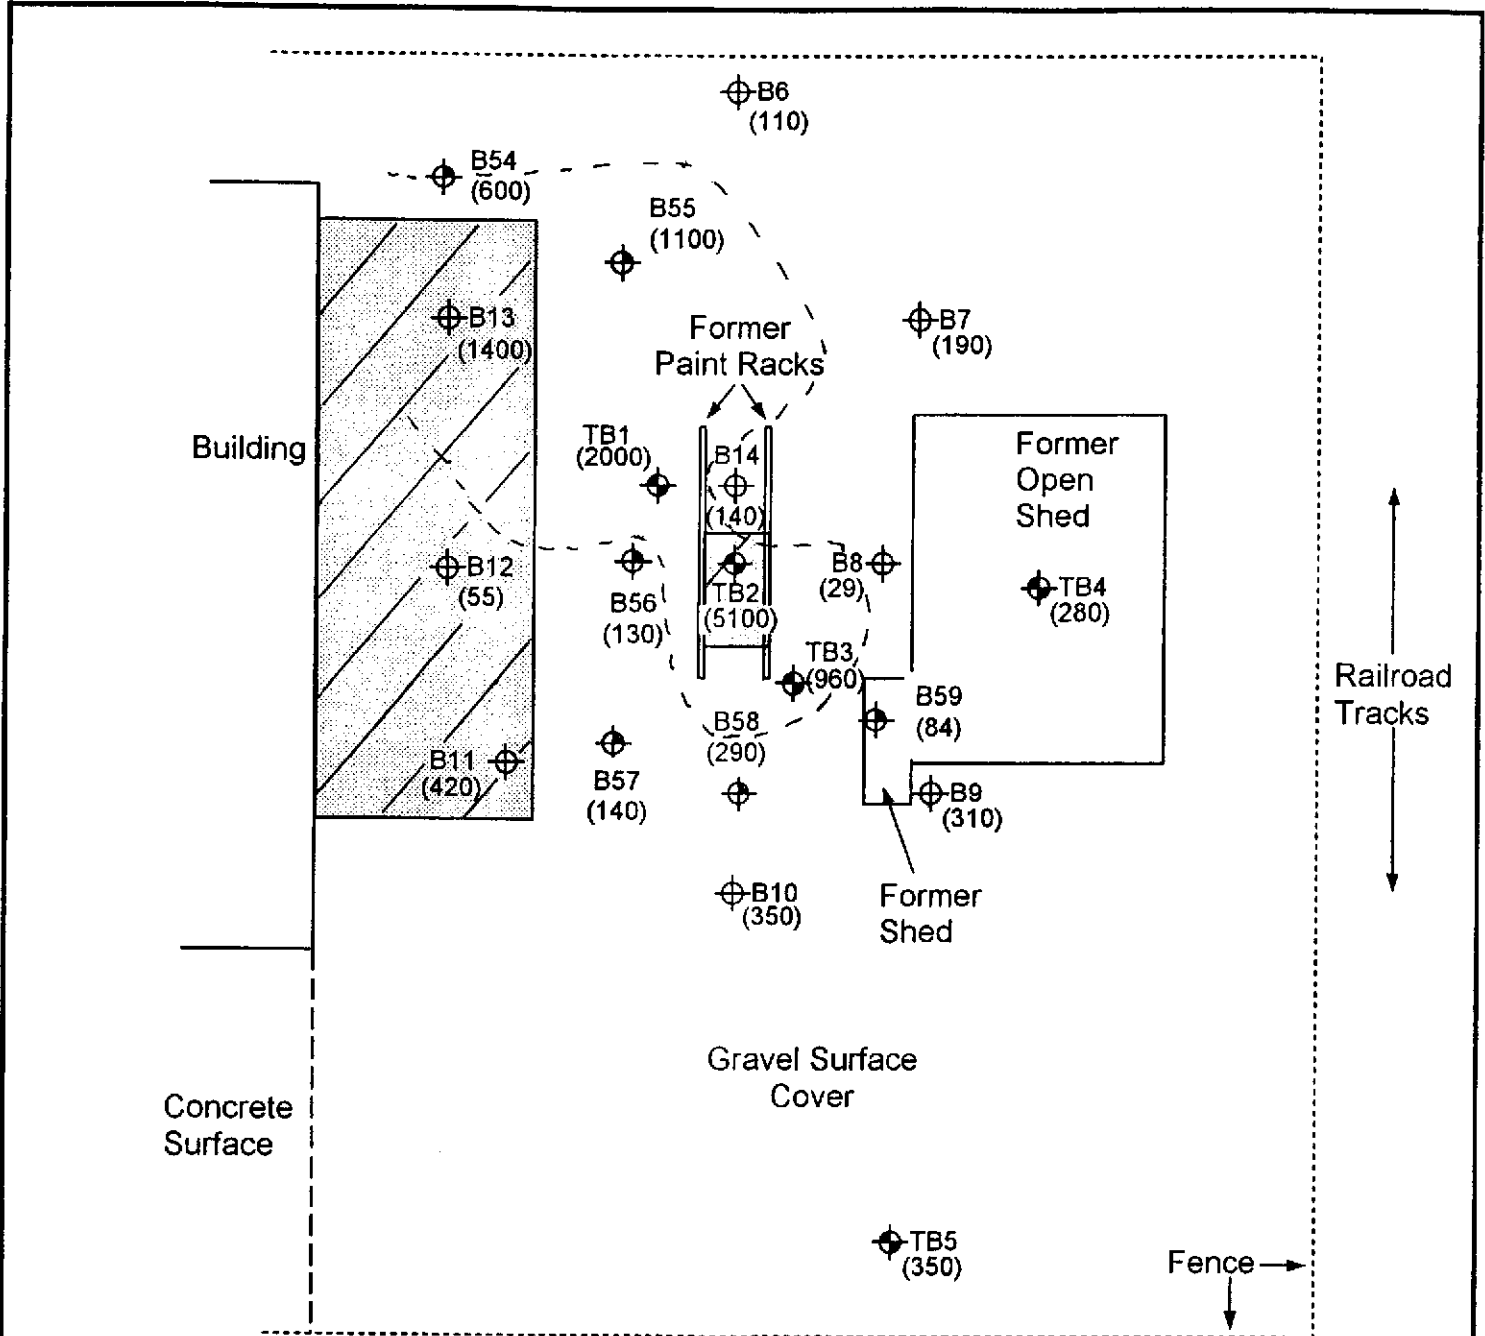 B6
(110)
B54
(600)
B55
(1100)
B13
(1400)
B7
(190)
Former
Paint Racks
Building
TB1
(2000)
B14
(140)
Former
Open
Shed
B12
(55)
B56
(130)
TB2
(5100)
B8
(29)
TB4
(280)
TB3
(960)
B59
(84)
Railroad
Tracks
B58
(290)
B11
(420)
B57
(140)
B9
(310)
B10
(350)
Former
Shed
Gravel Surface
Cover
Concrete
Surface
TB5
(350)
Fence